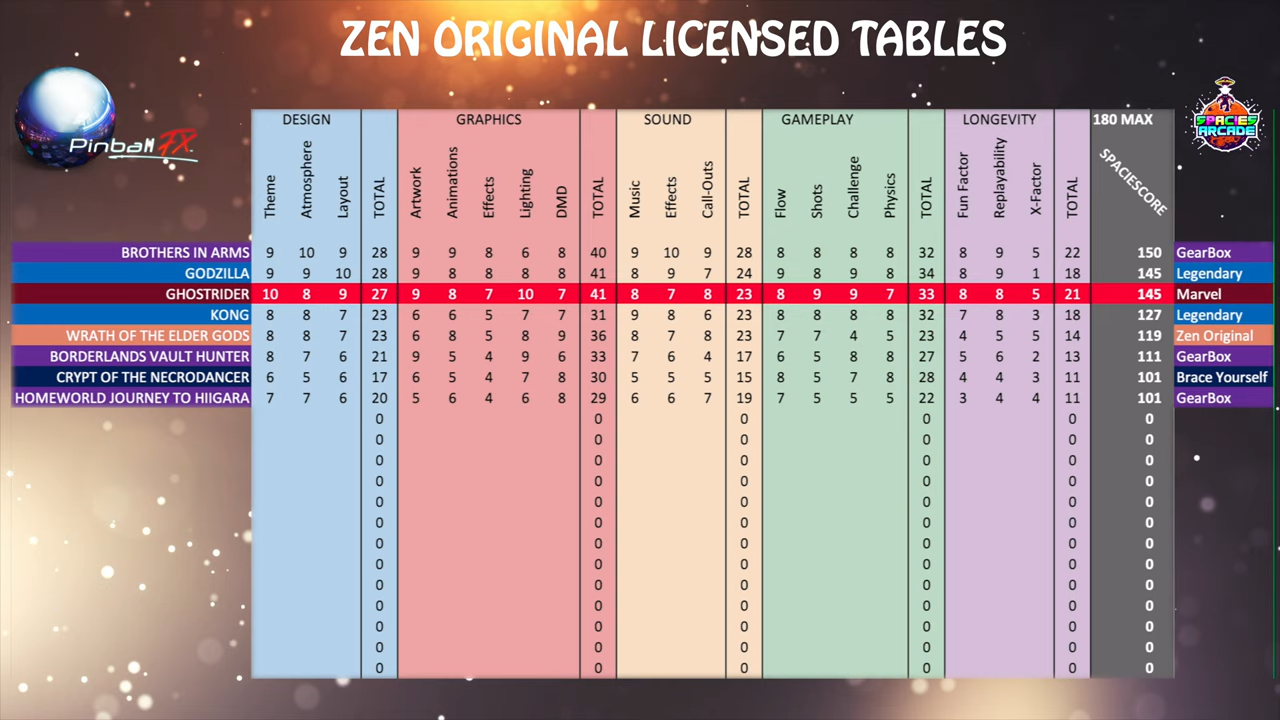 ZEN ORIGINAL LICENSED TABLES
Pinball FX
SPACIES ARCADE
DESIGN GRAPHICS SOUND GAMEPLAY LONGEVITY 180 MAX
Theme Atmosphere Layout TOTAL Artwork Animations Effects Lighting DMD TOTAL Music Effects Call-Outs TOTAL Flow Shots Challenge Physics TOTAL Fun Factor Replayability X-Factor TOTAL SPACIESCORE
BROTHERS IN ARMS 9 10 9 28 9 9 8 6 8 40 9 10 9 28 8 8 8 8 32 8 9 5 22 150 GearBox
GODZILLA 9 9 10 28 9 8 8 8 8 41 8 9 7 24 9 8 9 8 34 8 9 1 18 145 Legendary
GHOSTRIDER 10 8 9 27 9 8 7 10 7 41 8 7 8 23 8 9 9 7 33 8 8 5 21 145 Marvel
KONG 8 8 7 23 6 6 5 7 7 31 9 8 6 23 8 8 8 8 32 7 8 3 18 127 Legendary
WRATH OF THE ELDER GODS 8 8 7 23 6 8 5 8 9 36 8 7 8 23 7 7 4 5 23 4 5 5 14 119 Zen Original
BORDERLANDS VAULT HUNTER 8 7 6 21 9 5 4 9 6 33 7 6 4 17 6 5 8 8 27 5 6 2 13 111 GearBox
CRYPT OF THE NECRODANCER 6 5 6 17 6 5 4 7 8 30 5 5 5 15 8 5 7 8 28 4 4 3 11 101 Brace Yourself
HOMEWORLD JOURNEY TO HIIGARA 7 7 6 20 5 6 4 6 8 29 6 6 7 19 7 5 5 5 22 3 4 4 11 101 GearBox
0 0 0 0 0 0
0 0 0 0 0 0
0 0 0 0 0 0
0 0 0 0 0 0
0 0 0 0 0 0
0 0 0 0 0 0
0 0 0 0 0 0
0 0 0 0 0 0
0 0 0 0 0 0
0 0 0 0 0 0
0 0 0 0 0 0
0 0 0 0 0 0
0 0 0 0 0 0